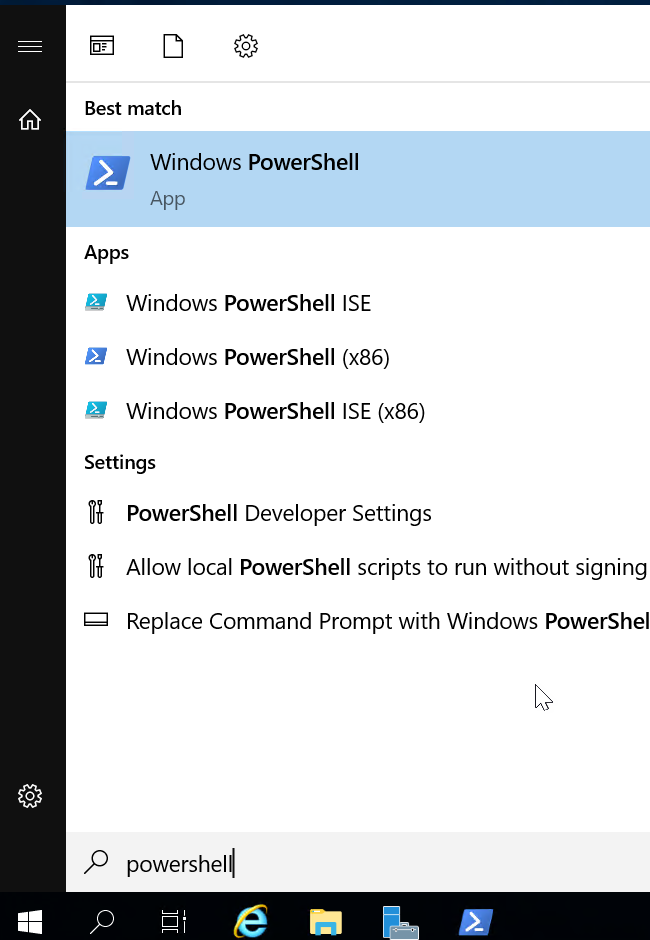 Best match
Windows PowerShell
App
Apps
Windows PowerShell ISE
Windows PowerShell (x86)
Windows PowerShell ISE (x86)
Settings
PowerShell Developer Settings
Allow local PowerShell scripts to run without signing
Replace Command Prompt with Windows PowerShel
powershell